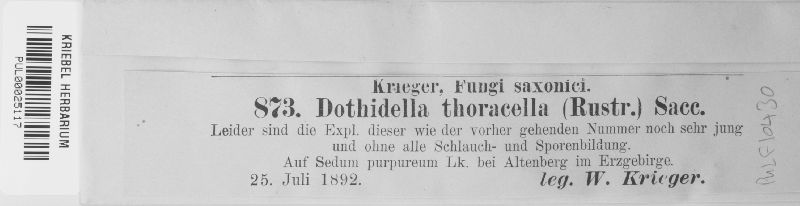 KRIEBEL HERBARIUM
PUL00025117
Krieger, Fungi saxonici.
873. Dothidella thoracella (Rustr.) Sacc.
Leider sind die Expl. dieser wie der vorher gehenden Nummer noch sehr jung
und ohne alle Schlauch- und Sporenbildung.
Auf Sedum purpureum Lk. bei Altenberg im Erzgebirge.
25. Juli 1892. leg. W. Krieger.
PUL F10430